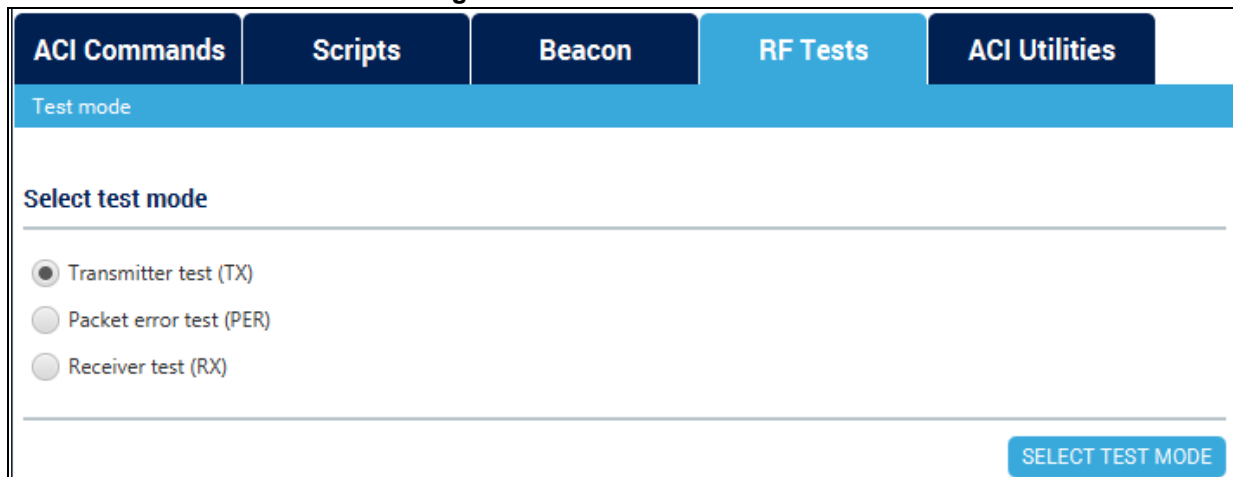 ACI Commands Scripts Beacon RF Tests ACI Utilities
Test mode
Select test mode
Transmitter test (TX)
Packet error test (PER)
Receiver test (RX)
SELECT TEST MODE